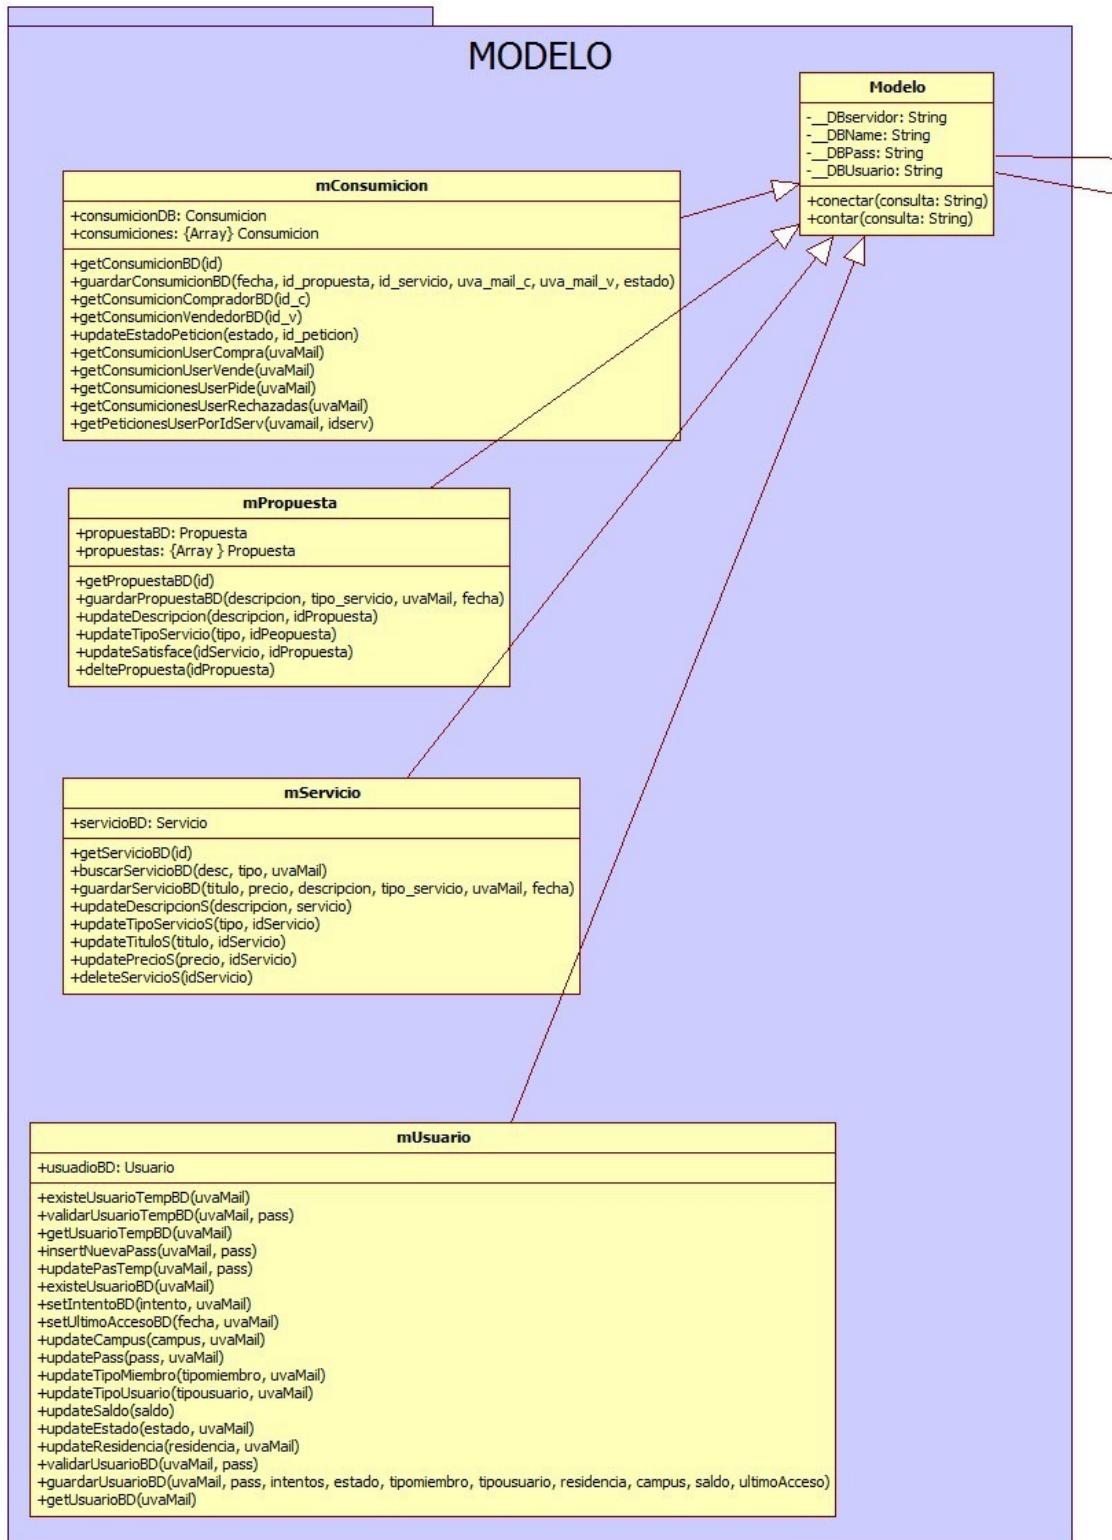 MODELO
Modelo
-__DBservidor: String
-__DBName: String
-__DBPass: String
-__DBUsuario: String
+conectar(consulta: String)
+contar(consulta: String)
mConsumicion
+consumicionDB: Consumicion
+consumiciones: {Array} Consumicion
+getConsumicionBD(id)
+guardarConsumicionBD(fecha, id_propuesta, id_servicio, uva_mail_c, uva_mail_v, estado)
+getConsumicionCompradorBD(id_c)
+getConsumicionVendedorBD(id_v)
+updateEstadoPeticion(estado, id_peticion)
+getConsumicionUserCompra(uvaMail)
+getConsumicionUserVende(uvaMail)
+getConsumicionesUserPide(uvaMail)
+getConsumicionesUserRechazadas(uvaMail)
+getPeticionesUserPorIdServ(uvamail, idserv)
mPropuesta
+propuestaBD: Propuesta
+propuestas: {Array } Propuesta
+getPropuestaBD(id)
+guardarPropuestaBD(descripcion, tipo_servicio, uvaMail, fecha)
+updateDescripcion(descripcion, idPropuesta)
+updateTipoServicio(tipo, idPeopuesta)
+updateSatisface(idServicio, idPropuesta)
+deltePropuesta(idPropuesta)
mServicio
+servicioBD: Servicio
+getServicioBD(id)
+buscarServicioBD(desc, tipo, uvaMail)
+guardarServicioBD(titulo, precio, descripcion, tipo_servicio, uvaMail, fecha)
+updateDescripcionS(descripcion, servicio)
+updateTipoServicioS(tipo, idServicio)
+updateTituloS(titulo, idServicio)
+updatePrecioS(precio, idServicio)
+deleteServicioS(idServicio)
mUsuario
+usuadioBD: Usuario
+existeUsuarioTempBD(uvaMail)
+validarUsuarioTempBD(uvaMail, pass)
+getUsuarioTempBD(uvaMail)
+insertNuevaPass(uvaMail, pass)
+updatePasTemp(uvaMail, pass)
+existeUsuarioBD(uvaMail)
+setIntentoBD(intento, uvaMail)
+setUltimoAccesoBD(fecha, uvaMail)
+updateCampus(campus, uvaMail)
+updatePass(pass, uvaMail)
+updateTipoMiembro(tipomiembro, uvaMail)
+updateTipoUsuario(tipousuario, uvaMail)
+updateSaldo(saldo)
+updateEstado(estado, uvaMail)
+updateResidencia(residencia, uvaMail)
+validarUsuarioBD(uvaMail, pass)
+guardarUsuarioBD(uvaMail, pass, intentos, estado, tipomiembro, tipousuario, residencia, campus, saldo, ultimoAcceso)
+getUsuarioBD(uvaMail)